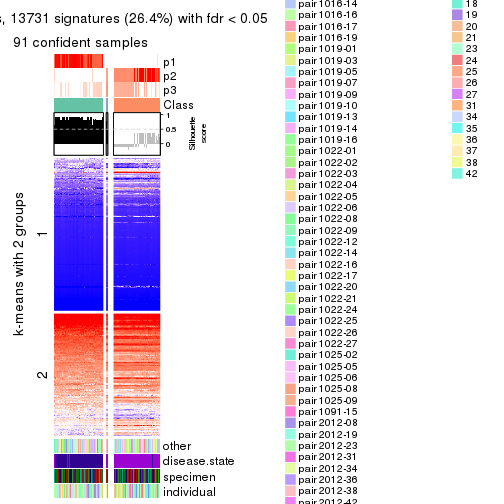 s, 13731 signatures (26.4%) with fdr < 0.05
91 confident samples
p1
p2
p3
Class
1
0.5
0
Silhouette
score
k-means with 2 groups
1
2
other
disease.state
specimen
individual
pair1016-14
pair1016-16
pair1016-17
pair1016-19
pair1019-01
pair1019-03
pair1019-05
pair1019-07
pair1019-09
pair1019-10
pair1019-13
pair1019-14
pair1019-16
pair1022-01
pair1022-02
pair1022-03
pair1022-04
pair1022-05
pair1022-06
pair1022-08
pair1022-09
pair1022-12
pair1022-14
pair1022-16
pair1022-17
pair1022-20
pair1022-21
pair1022-24
pair1022-25
pair1022-26
pair1022-27
pair1025-02
pair1025-05
pair1025-06
pair1025-08
pair1025-09
pair1091-15
pair2012-08
pair2012-19
pair2012-23
pair2012-31
pair2012-34
pair2012-36
pair2012-38
pair2012-42
18
19
20
21
23
24
25
26
27
31
34
35
36
37
38
42